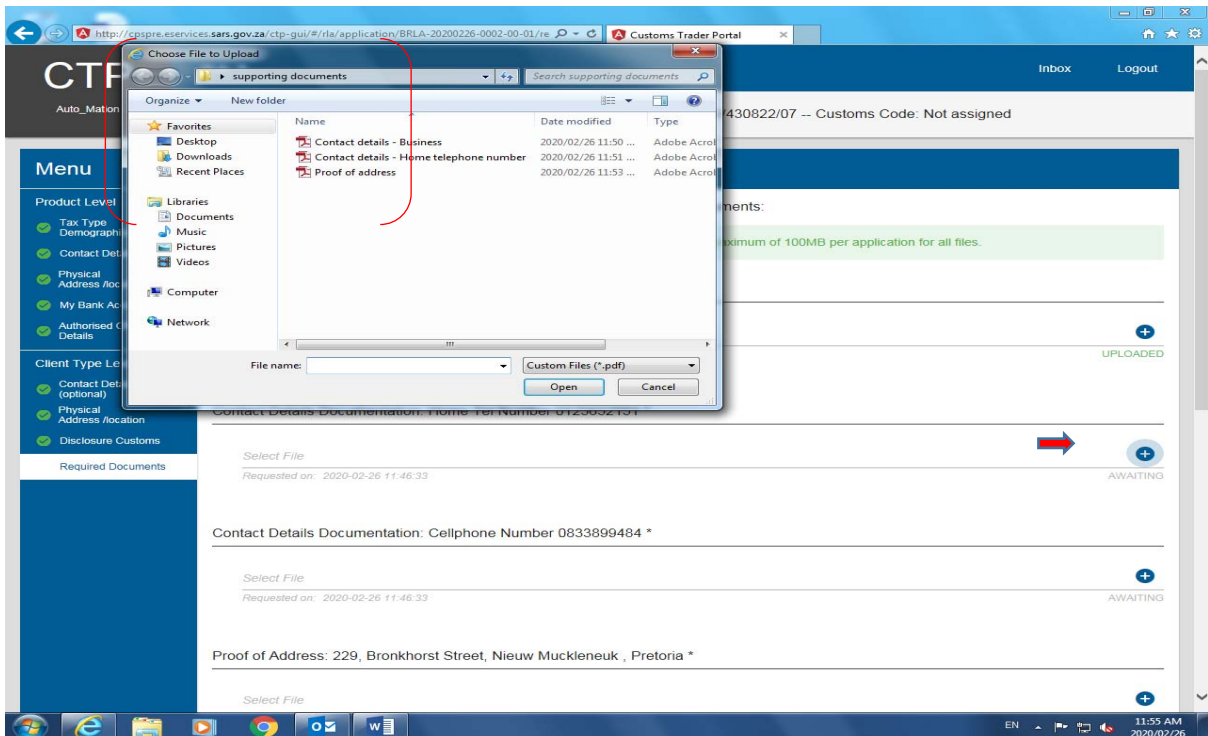 http://cpspre.eservices.sars.gov.za/ctp-gui/#/rla/application/BRLA-20200226-0002-00-01/re
Customs Trader Portal
CTP
Inbox
Logout
Auto_Mation
/430822/07 -- Customs Code: Not assigned
Choose File to Upload
supporting documents
Search supporting documents
Organize
New folder
Name
Date modified
Type
Favorites
Desktop
Downloads
Recent Places
Libraries
Documents
Music
Pictures
Videos
Computer
Network
Contact details - Business 2020/02/26 11:50 ... Adobe Acrol
Contact details - Home telephone number 2020/02/26 11:51 ... Adobe Acrol
Proof of address 2020/02/26 11:53 ... Adobe Acrol
File name:
Custom Files (*.pdf)
Open
Cancel
Menu
Product Level
Tax Type
Demographi
Contact Deta
Physical
Address /loc
My Bank Ac
Authorised C
Details
Client Type Le
Contact Deta
(optional)
Physical
Address /location
Disclosure Customs
Required Documents
ments:
ximum of 100MB per application for all files.
UPLOADED
Contact Details Documentation: Home Tel Number
Select File
Requested on: 2020-02-26 11:46:33
AWAITING
Contact Details Documentation: Cellphone Number 0833899484 *
Select File
Requested on: 2020-02-26 11:46:33
AWAITING
Proof of Address: 229, Bronkhorst Street, Nieuw Muckleneuk , Pretoria *
Select File
EN
11:55 AM
2020/02/26